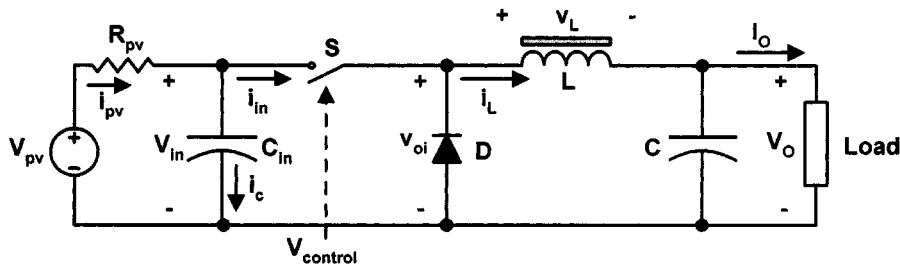 + v_L -
R_pv
S
I_O
+
i_pv
i_in
+
i_L
L
+
+
-
V_pv
V_in
C_in
v_oi
D
C
V_O
Load
i_c
-
-
-
V_control